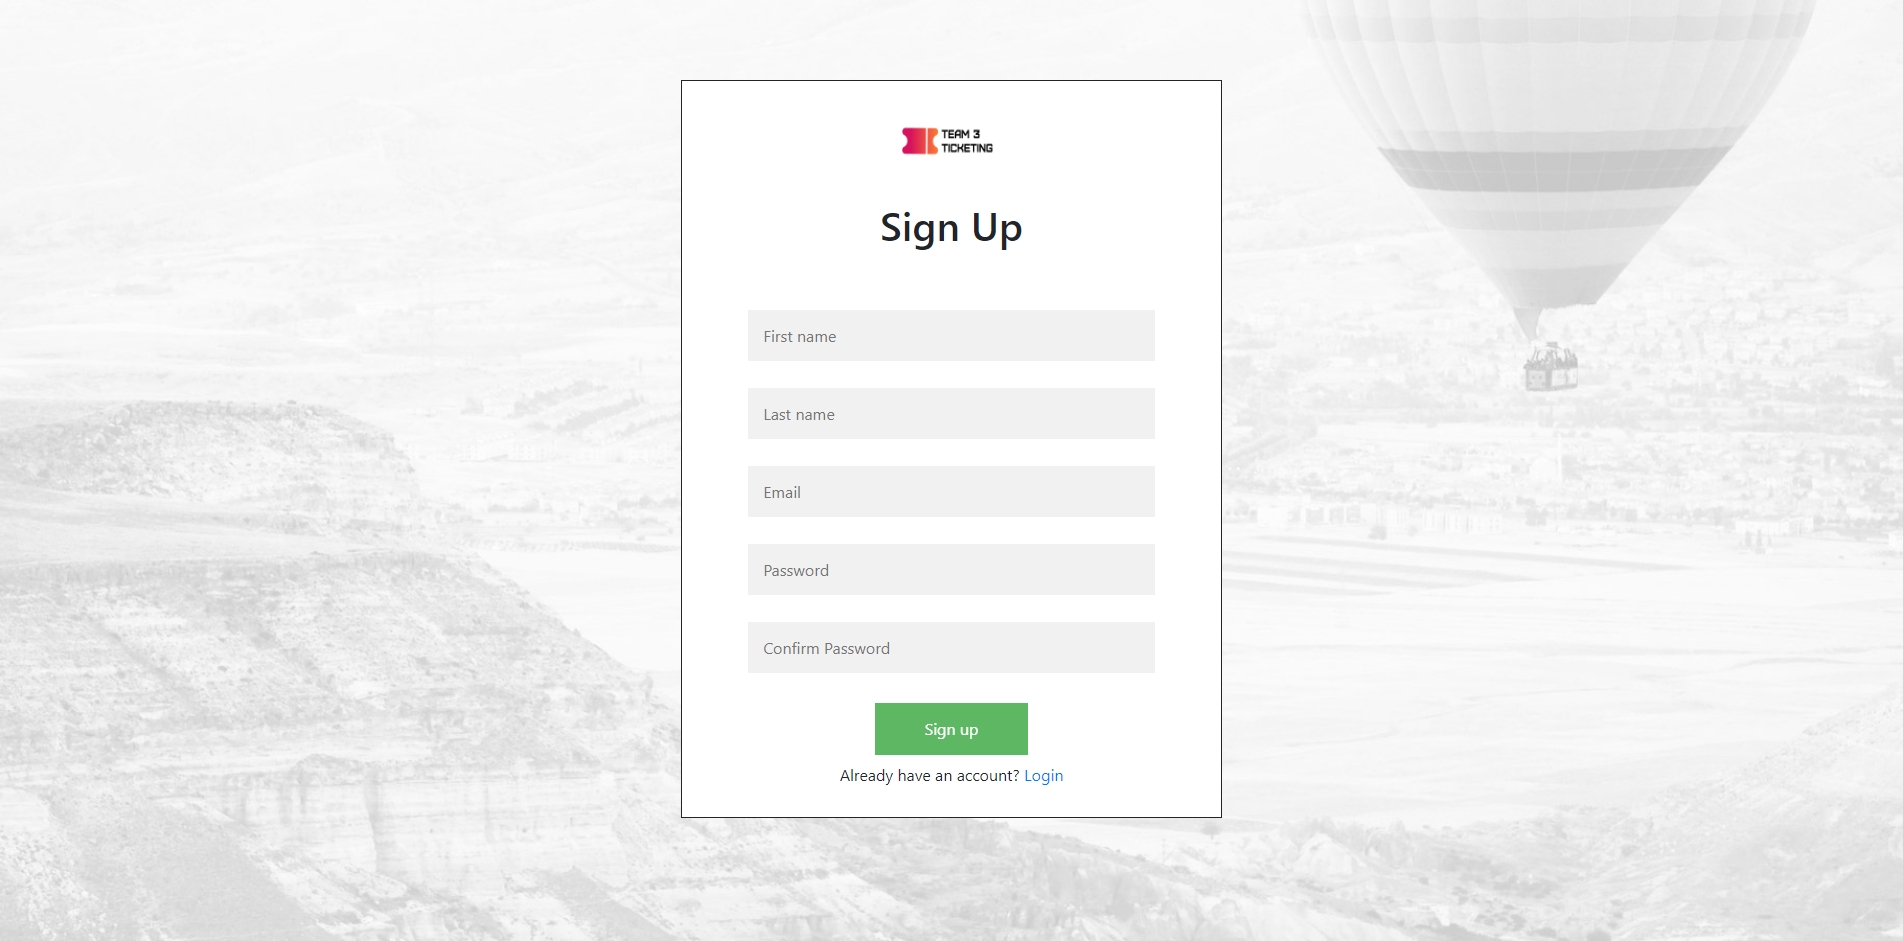 TEAM 3
TICKETING
Sign Up
First name
Last name
Email
Password
Confirm Password
Sign up
Already have an account? Login